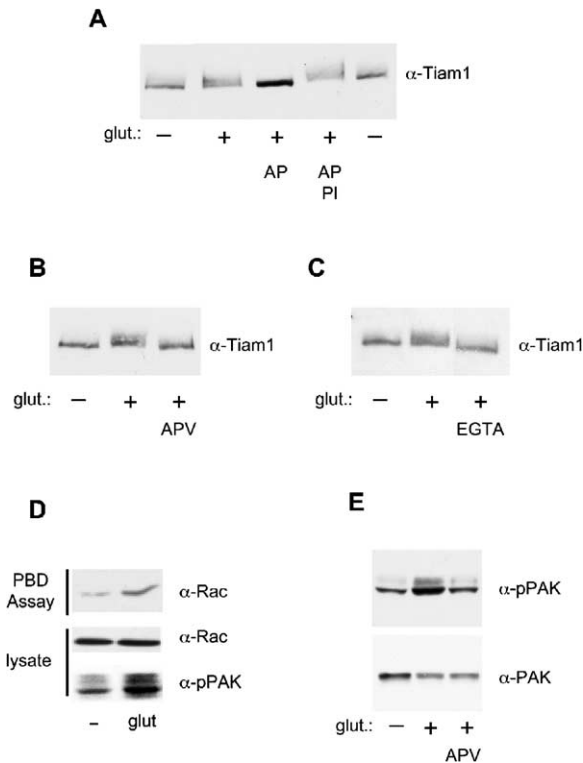 A
α-Tiam1
glut.: – + + + –
AP AP
PI
B
α-Tiam1
glut.: – + +
APV
C
α-Tiam1
glut.: – + +
EGTA
D
PBD
Assay
α-Rac
lysate
α-Rac
α-pPAK
- glut
E
α-pPAK
α-PAK
glut.: – + +
APV